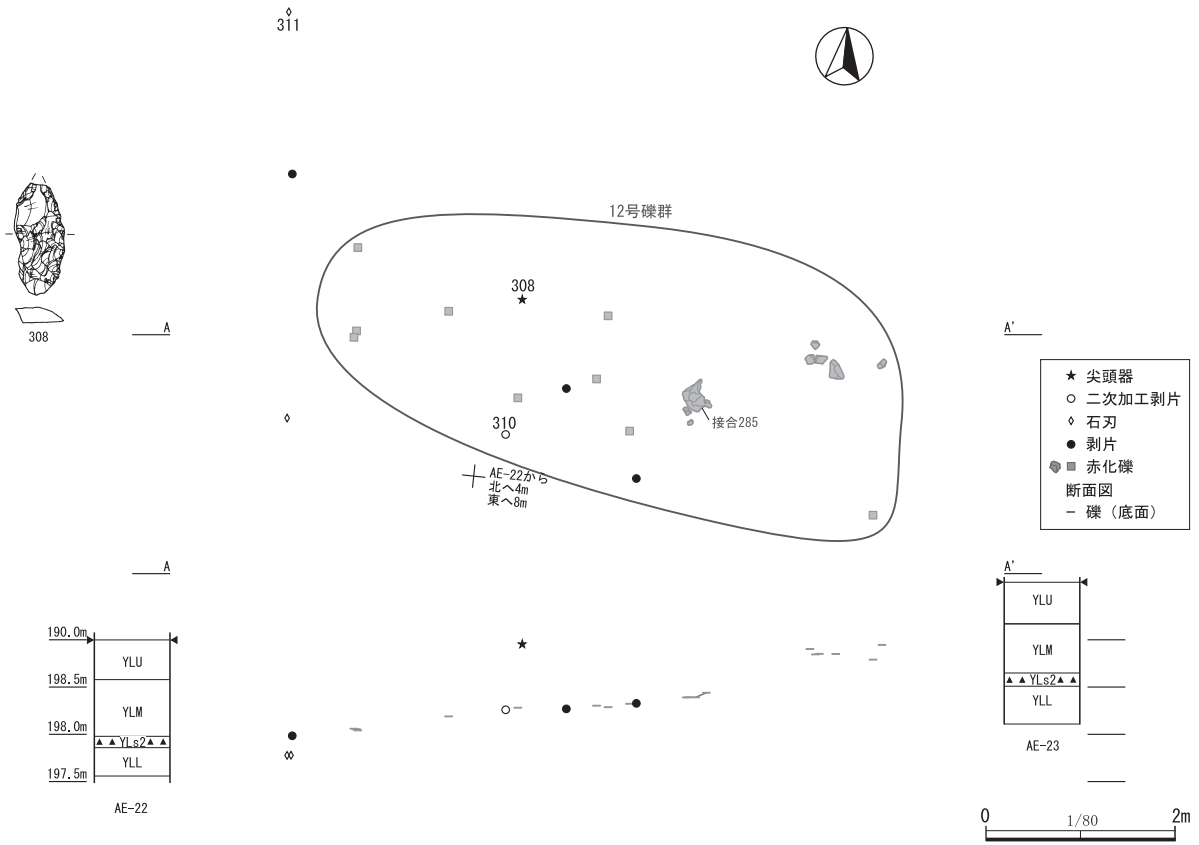 311
12号礫群
308
308
A
A'
★ 尖頭器
○ 二次加工剥片
◊ 石刃
● 剥片
■ 赤化礫
断面図
− 礫（底面）
接合285
310
AE-22から
北へ4m
東へ8m
A
A'
190.0m
YLU
198.5m
YLM
198.0m
YLs2
YLL
197.5m
AE-22
YLU
YLM
YLs2
YLL
AE-23
0
1/80
2m